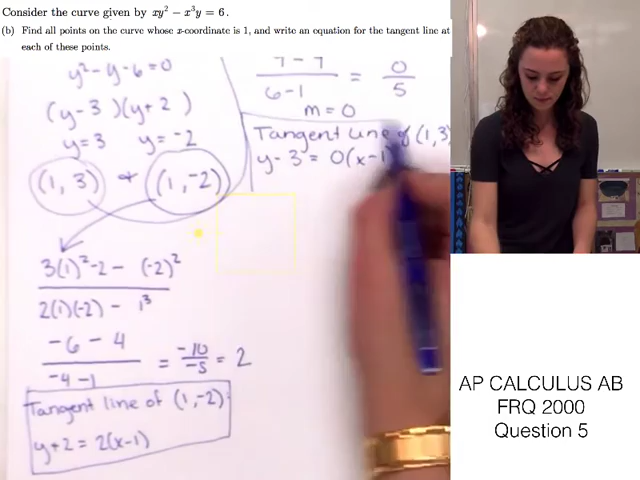 Consider the curve given by xy² − x³y = 6.
(b) Find all points on the curve whose x-coordinate is 1, and write an equation for the tangent line at
each of these points.
y² - y - 6 = 0
(y - 3)(y + 2)
y = 3 y = -2
(1, 3) + (1, -2)
3(1)² · -2 - (-2)²
2(1)(-2) - 1³
-6 - 4
-4 - 1
= -10/-5 = 2
Tangent line of (1, -2):
y + 2 = 2(x - 1)
7 - 7
6 - 1
= 0/5
m = 0
Tangent Line of (1, 3)
y - 3 = 0(x - 1)
AP CALCULUS AB
FRQ 2000
Question 5